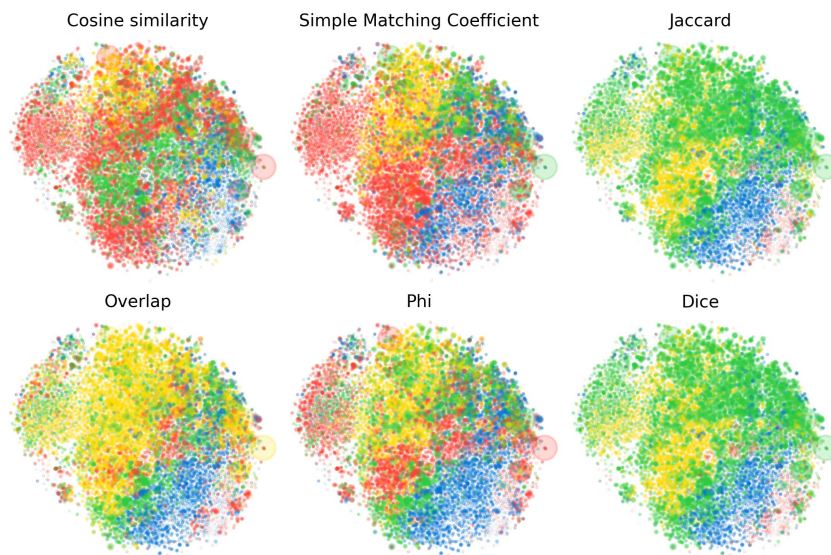 Cosine similarity
Simple Matching Coefficient
Jaccard
Overlap
Phi
Dice